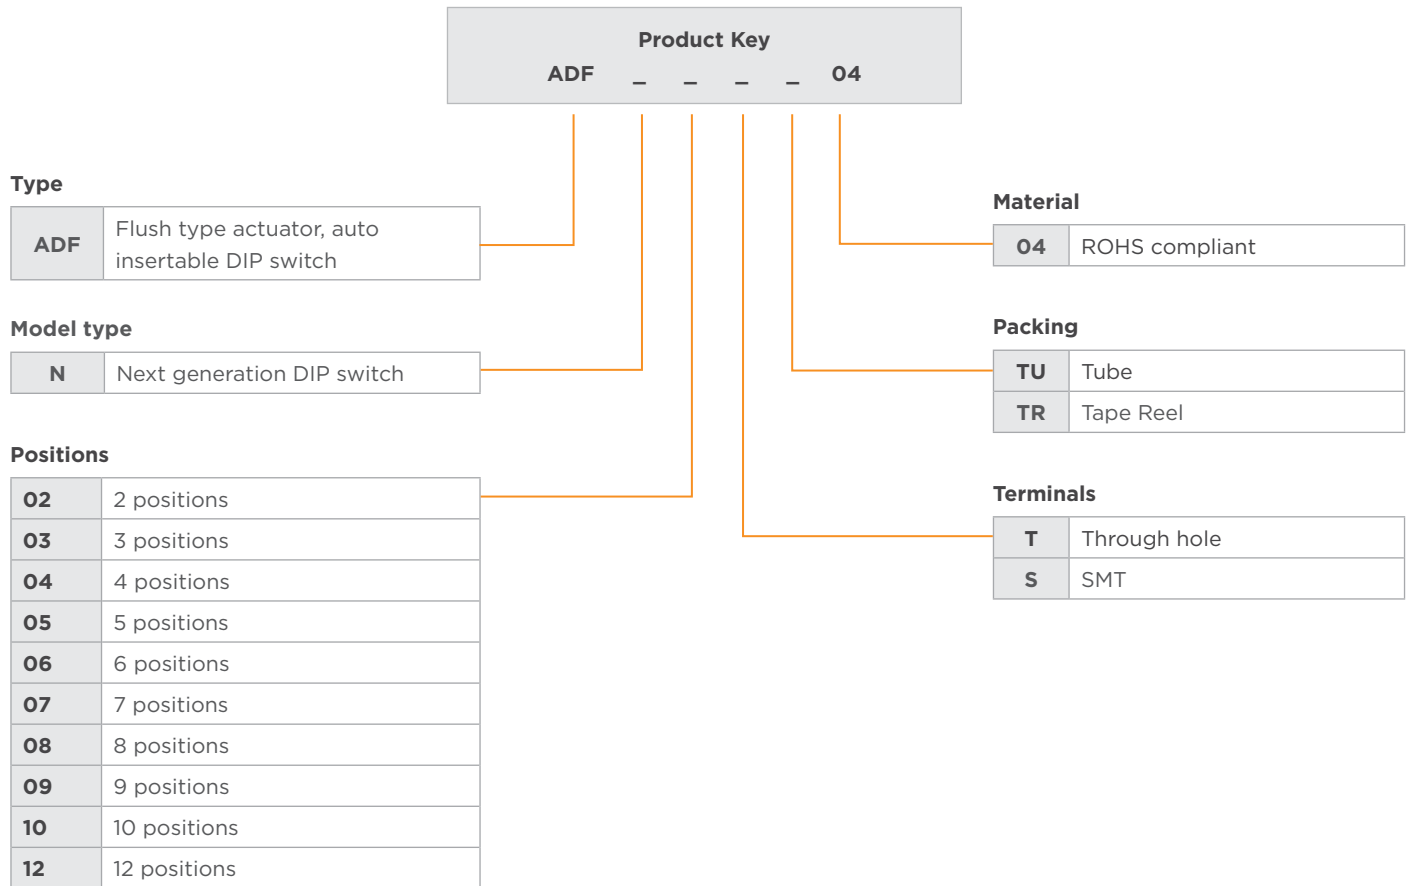 Product Key
ADF _ _ _ _ 04
Type
ADF Flush type actuator, auto
insertable DIP switch
Model type
N Next generation DIP switch
Positions
02 2 positions
03 3 positions
04 4 positions
05 5 positions
06 6 positions
07 7 positions
08 8 positions
09 9 positions
10 10 positions
12 12 positions
Material
04 ROHS compliant
Packing
TU Tube
TR Tape Reel
Terminals
T Through hole
S SMT